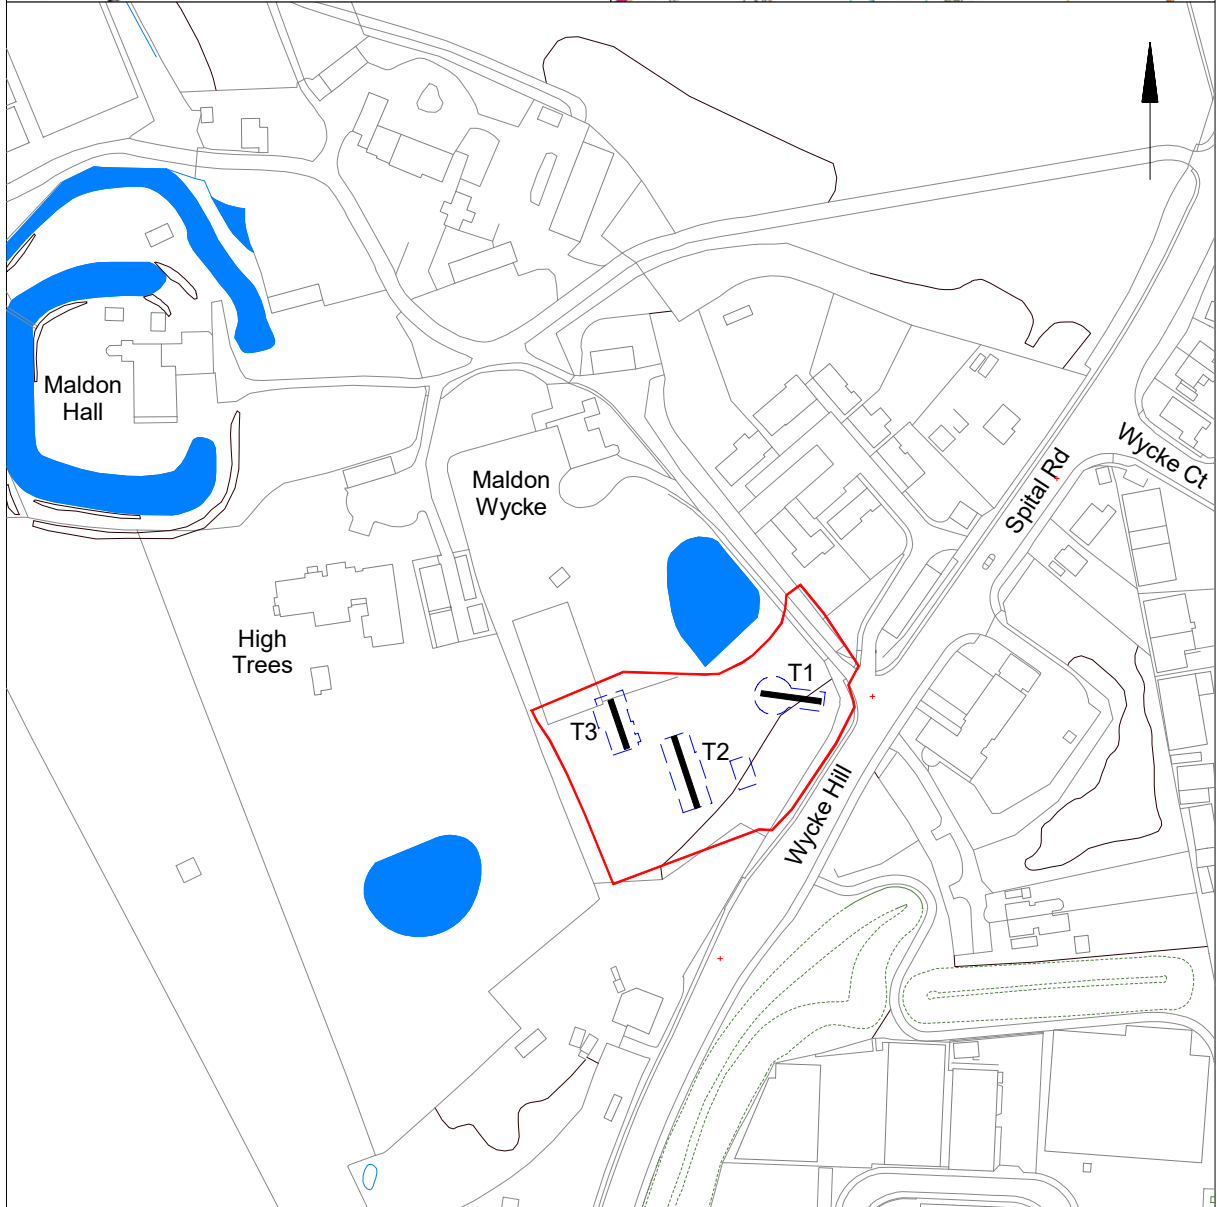 Maldon
Hall
Maldon
Wycke
High
Trees
Spital Rd
Wycke Ct
T1
T3
T2
Wycke Hill